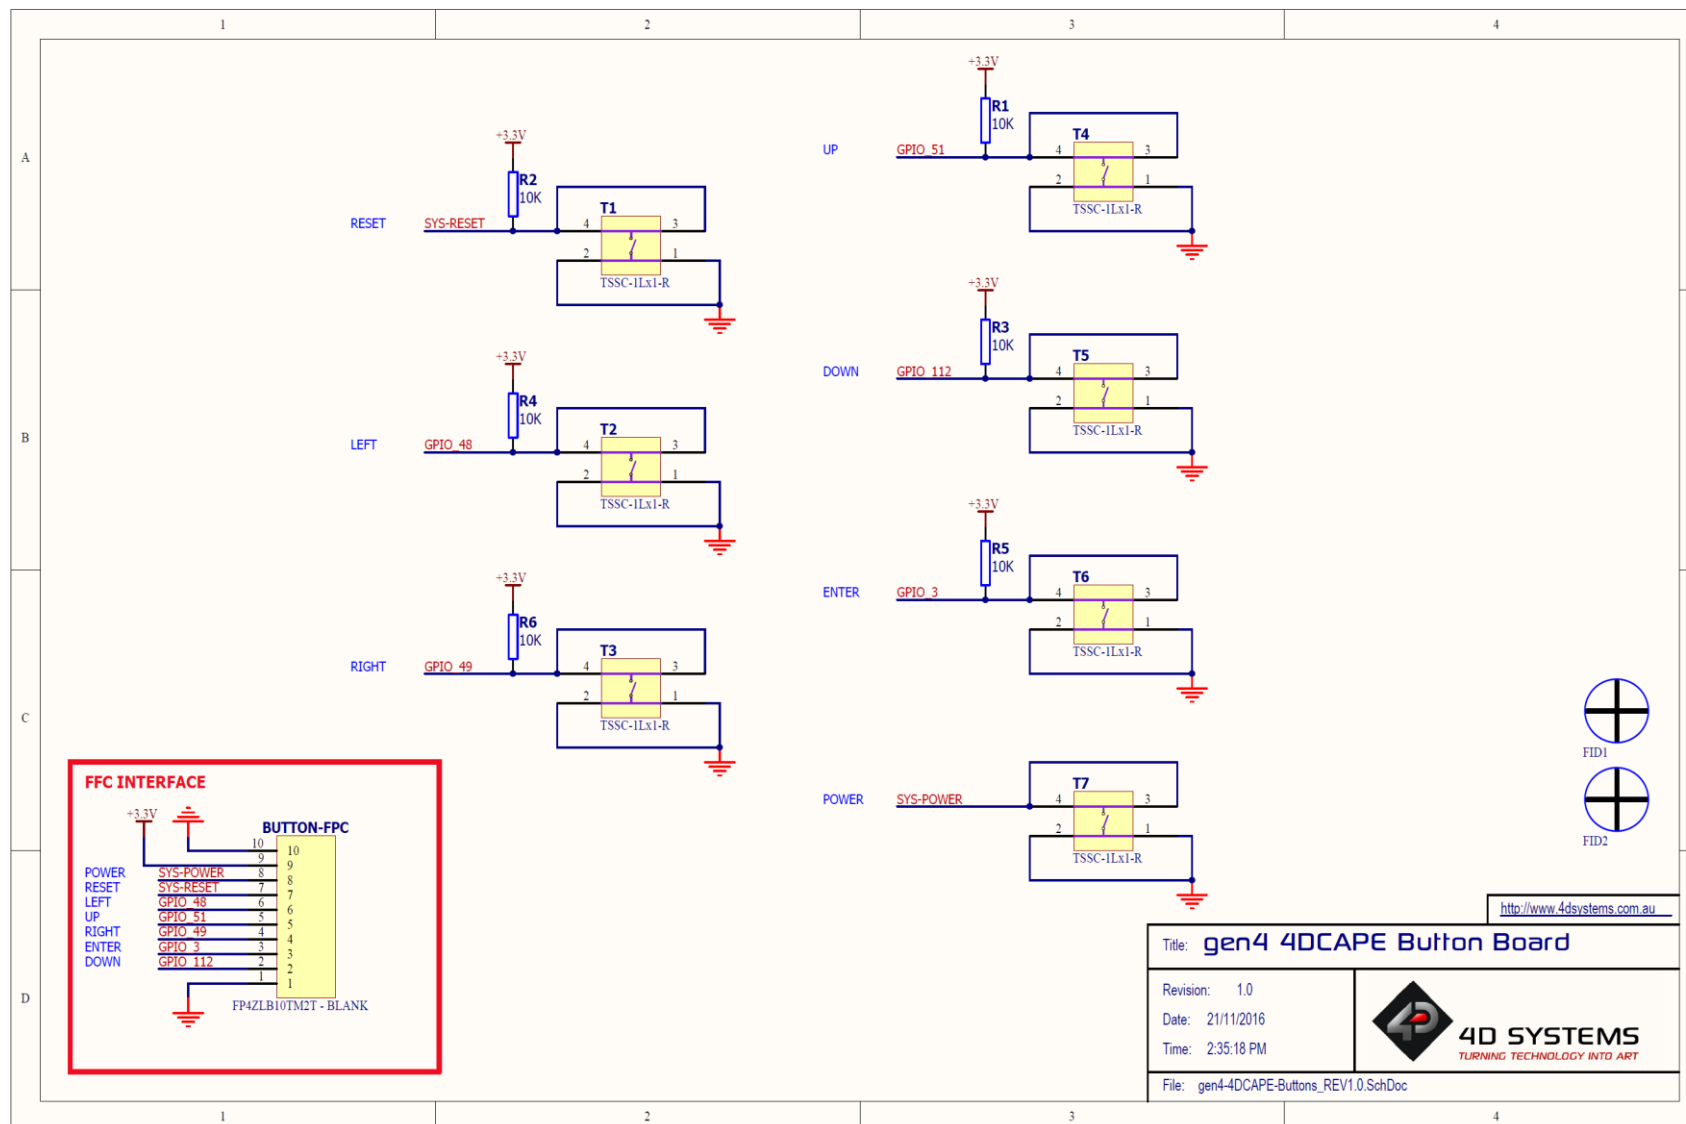 1 2 3 4
A
B
C
D
+3.3V
R2
10K
RESET SYS-RESET
T1
4 3
2 1
TSSC-1Lx1-R
+3.3V
R4
10K
LEFT GPIO_48
T2
4 3
2 1
TSSC-1Lx1-R
+3.3V
R6
10K
RIGHT GPIO_49
T3
4 3
2 1
TSSC-1Lx1-R
+3.3V
R1
10K
UP GPIO_51
T4
4 3
2 1
TSSC-1Lx1-R
+3.3V
R3
10K
DOWN GPIO_112
T5
4 3
2 1
TSSC-1Lx1-R
+3.3V
R5
10K
ENTER GPIO_3
T6
4 3
2 1
TSSC-1Lx1-R
POWER SYS-POWER
T7
4 3
2 1
TSSC-1Lx1-R
FID1
FID2
FFC INTERFACE
+3.3V
BUTTON-FPC
10 10
9 9
POWER SYS-POWER 8 8
RESET SYS-RESET 7 7
LEFT GPIO_48 6 6
UP GPIO_51 5 5
RIGHT GPIO_49 4 4
ENTER GPIO_3 3 3
DOWN GPIO_112 2 2
1 1
FP4ZLB10TM2T - BLANK
http://www.4dsystems.com.au
Title: gen4 4DCAPE Button Board
Revision: 1.0
Date: 21/11/2016
Time: 2:35:18 PM
4D SYSTEMS
TURNING TECHNOLOGY INTO ART
File: gen4-4DCAPE-Buttons_REV1.0.SchDoc
1 2 3 4